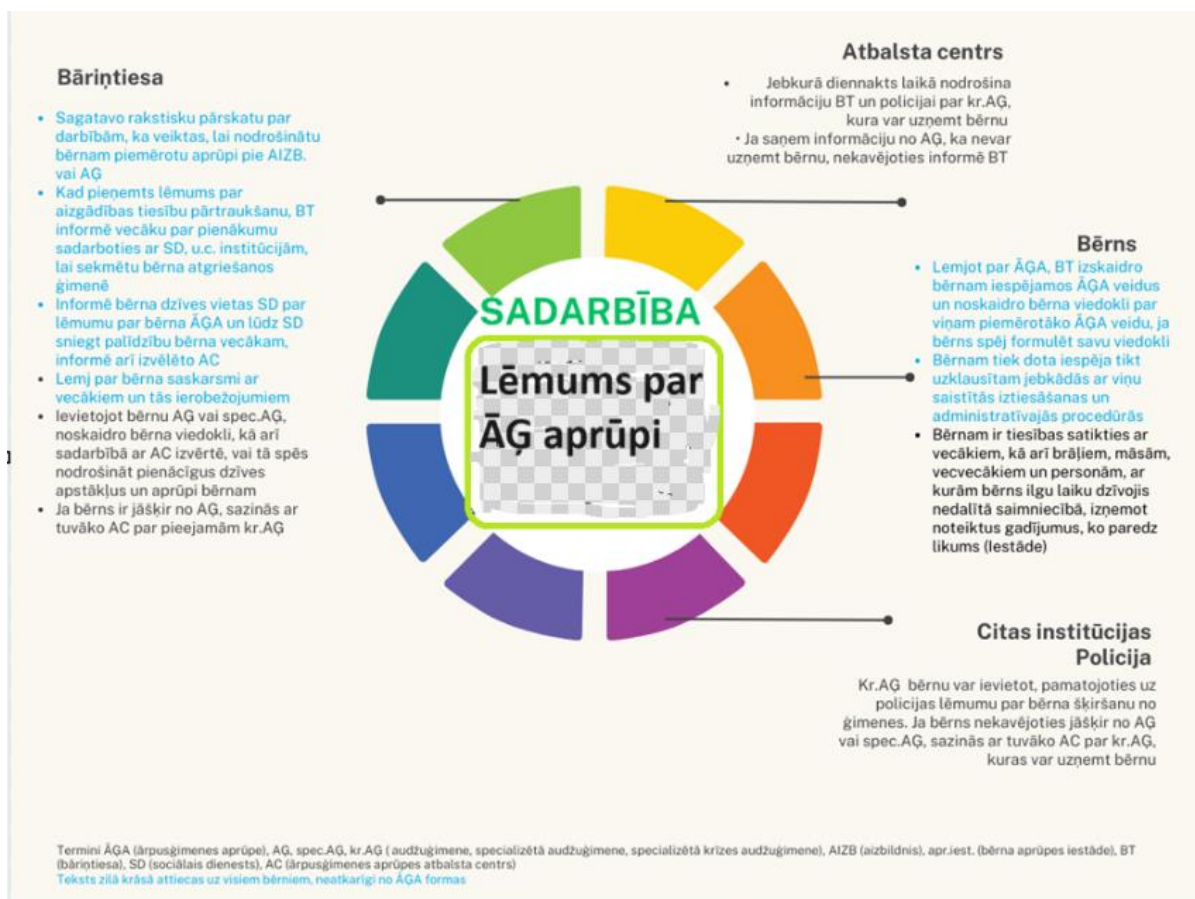 Bāriņtiesa
• Sagatavo rakstisku pārskatu par
darbībām, ka veiktas, lai nodrošinātu
bērnam piemērotu aprūpi pie AIZB.
vai AĢ
• Kad pieņemts lēmums par
aizgādības tiesību pārtraukšanu, BT
informē vecāku par pienākumu
sadarboties ar SD, u.c. institūcijām,
lai sekmētu bērna atgriešanos
ģimenē
• Informē bērna dzīves vietas SD par
lēmumu par bērna ĀĢA un lūdz SD
sniegt palīdzību bērna vecākam,
informē arī izvēlēto AC
• Lemj par bērna saskarsmi ar
vecākiem un tās ierobežojumiem
• Ievietojot bērnu AĢ vai spec.AĢ,
noskaidro bērna viedokli, kā arī
sadarbībā ar AC izvērtē, vai tā spēs
nodrošināt pienācīgus dzīves
apstākļus un aprūpi bērnam
• Ja bērns ir jāšķir no AĢ, sazinās ar
tuvāko AC par pieejamām kr.AĢ
SADARBĪBA
Lēmums par
ĀĢ aprūpi
Atbalsta centrs
• Jebkurā diennakts laikā nodrošina
informāciju BT un policijai par kr.AĢ,
kura var uzņemt bērnu
• Ja saņem informāciju no AĢ, ka nevar
uzņemt bērnu, nekavējoties informē BT
Bērns
• Lemjot par ĀĢA, BT izskaidro
bērnam iespējamos ĀĢA veidus
un noskaidro bērna viedokli par
viņam piemērotāko ĀĢA veidu, ja
bērns spēj formulēt savu viedokli
• Bērnam tiek dota iespēja tikt
uzklausītam jebkādās ar viņu
saistītās iztiesāšanas un
administratīvajās procedūrās
• Bērnam ir tiesības satikties ar
vecākiem, kā arī brāļiem, māsām,
vecvecākiem un personām, ar
kurām bērns ilgu laiku dzīvojis
nedalītā saimniecībā, izņemot
noteiktus gadījumus, ko paredz
likums (Iestāde)
Citas institūcijas
Policija
Kr.AĢ bērnu var ievietot, pamatojoties uz
policijas lēmumu par bērna šķiršanu no
ģimenes. Ja bērns nekavējoties jāšķir no AĢ
vai spec.AĢ, sazinās ar tuvāko AC par kr.AĢ,
kuras var uzņemt bērnu
Termini ĀĢA (ārpusģimenes aprūpe), AĢ, spec.AĢ, kr.AĢ ( audžuģimene, specializētā audžuģimene, specializētā krīzes audžuģimene), AIZB (aizbildnis), apr.iest. (bērna aprūpes iestāde), BT
(bāriņtiesa), SD (sociālais dienests), AC (ārpusģimenes aprūpes atbalsta centrs)
Teksts zilā krāsā attiecas uz visiem bērniem, neatkarīgi no ĀĢA formas